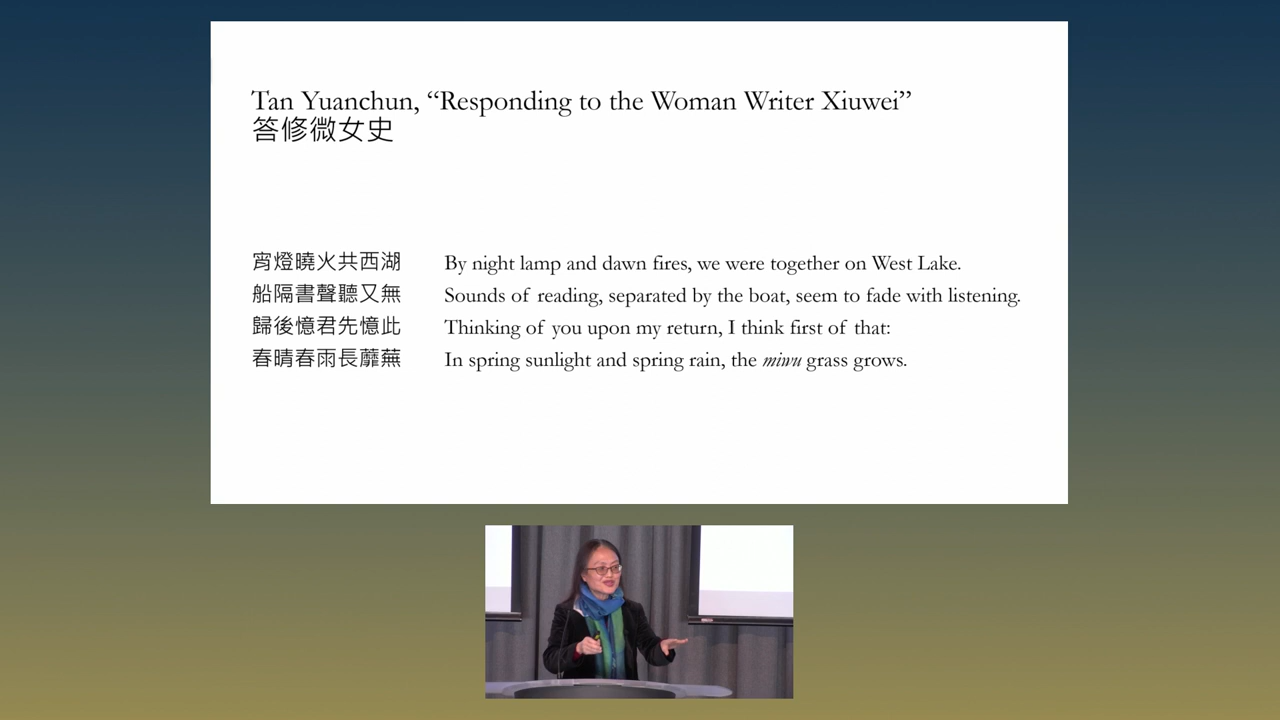 Tan Yuanchun, “Responding to the Woman Writer Xiuwei”
答修微女史
宵燈曉火共西湖 By night lamp and dawn fires, we were together on West Lake.
船隔書聲聽又無 Sounds of reading, separated by the boat, seem to fade with listening.
歸後憶君先憶此 Thinking of you upon my return, I think first of that:
春晴春雨長蘼蕪 In spring sunlight and spring rain, the miwu grass grows.